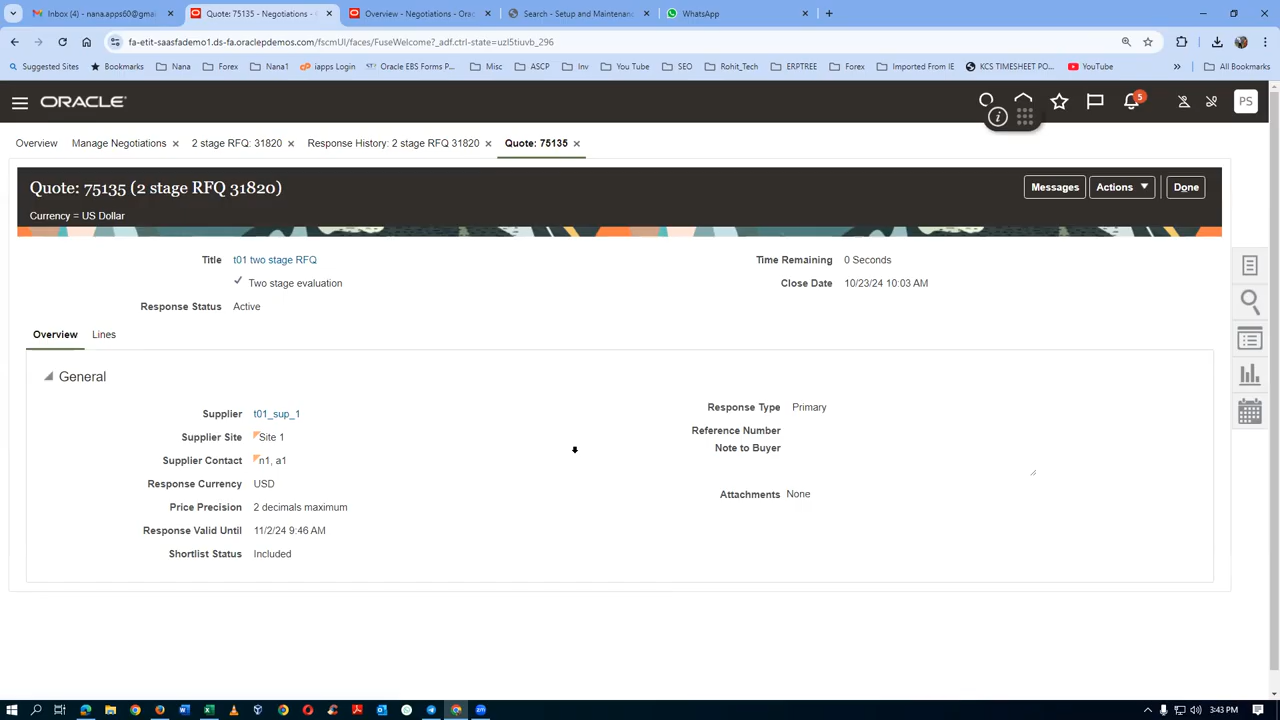 Inbox (4) - nana.apps60@gmai
Quote: 75135 - Negotiations -
Overview - Negotiations - Orac
Search - Setup and Maintenanc
WhatsApp
fa-etit-saasfademo1.ds-fa.oraclepdemos.com/fscmUI/faces/FuseWelcome?_adf.ctrl-state=uzl5tiuvb_296
Suggested Sites
Bookmarks
Nana
Forex
Nana1
iapps Login
Oracle EBS Forms P...
Misc
ASCP
Inv
You Tube
SEO
Rohit_Tech
ERPTREE
Forex
Imported From IE
KCS TIMESHEET PO...
YouTube
All Bookmarks
ORACLE
5
PS
Overview
Manage Negotiations
2 stage RFQ: 31820
Response History: 2 stage RFQ 31820
Quote: 75135
Quote: 75135 (2 stage RFQ 31820)
Messages
Actions
Done
Currency = US Dollar
Title t01 two stage RFQ
Time Remaining 0 Seconds
Two stage evaluation
Close Date 10/23/24 10:03 AM
Response Status Active
Overview
Lines
General
Supplier t01_sup_1
Response Type Primary
Supplier Site Site 1
Reference Number
Note to Buyer
Supplier Contact n1, a1
Response Currency USD
Attachments None
Price Precision 2 decimals maximum
Response Valid Until 11/2/24 9:46 AM
Shortlist Status Included
3:43 PM